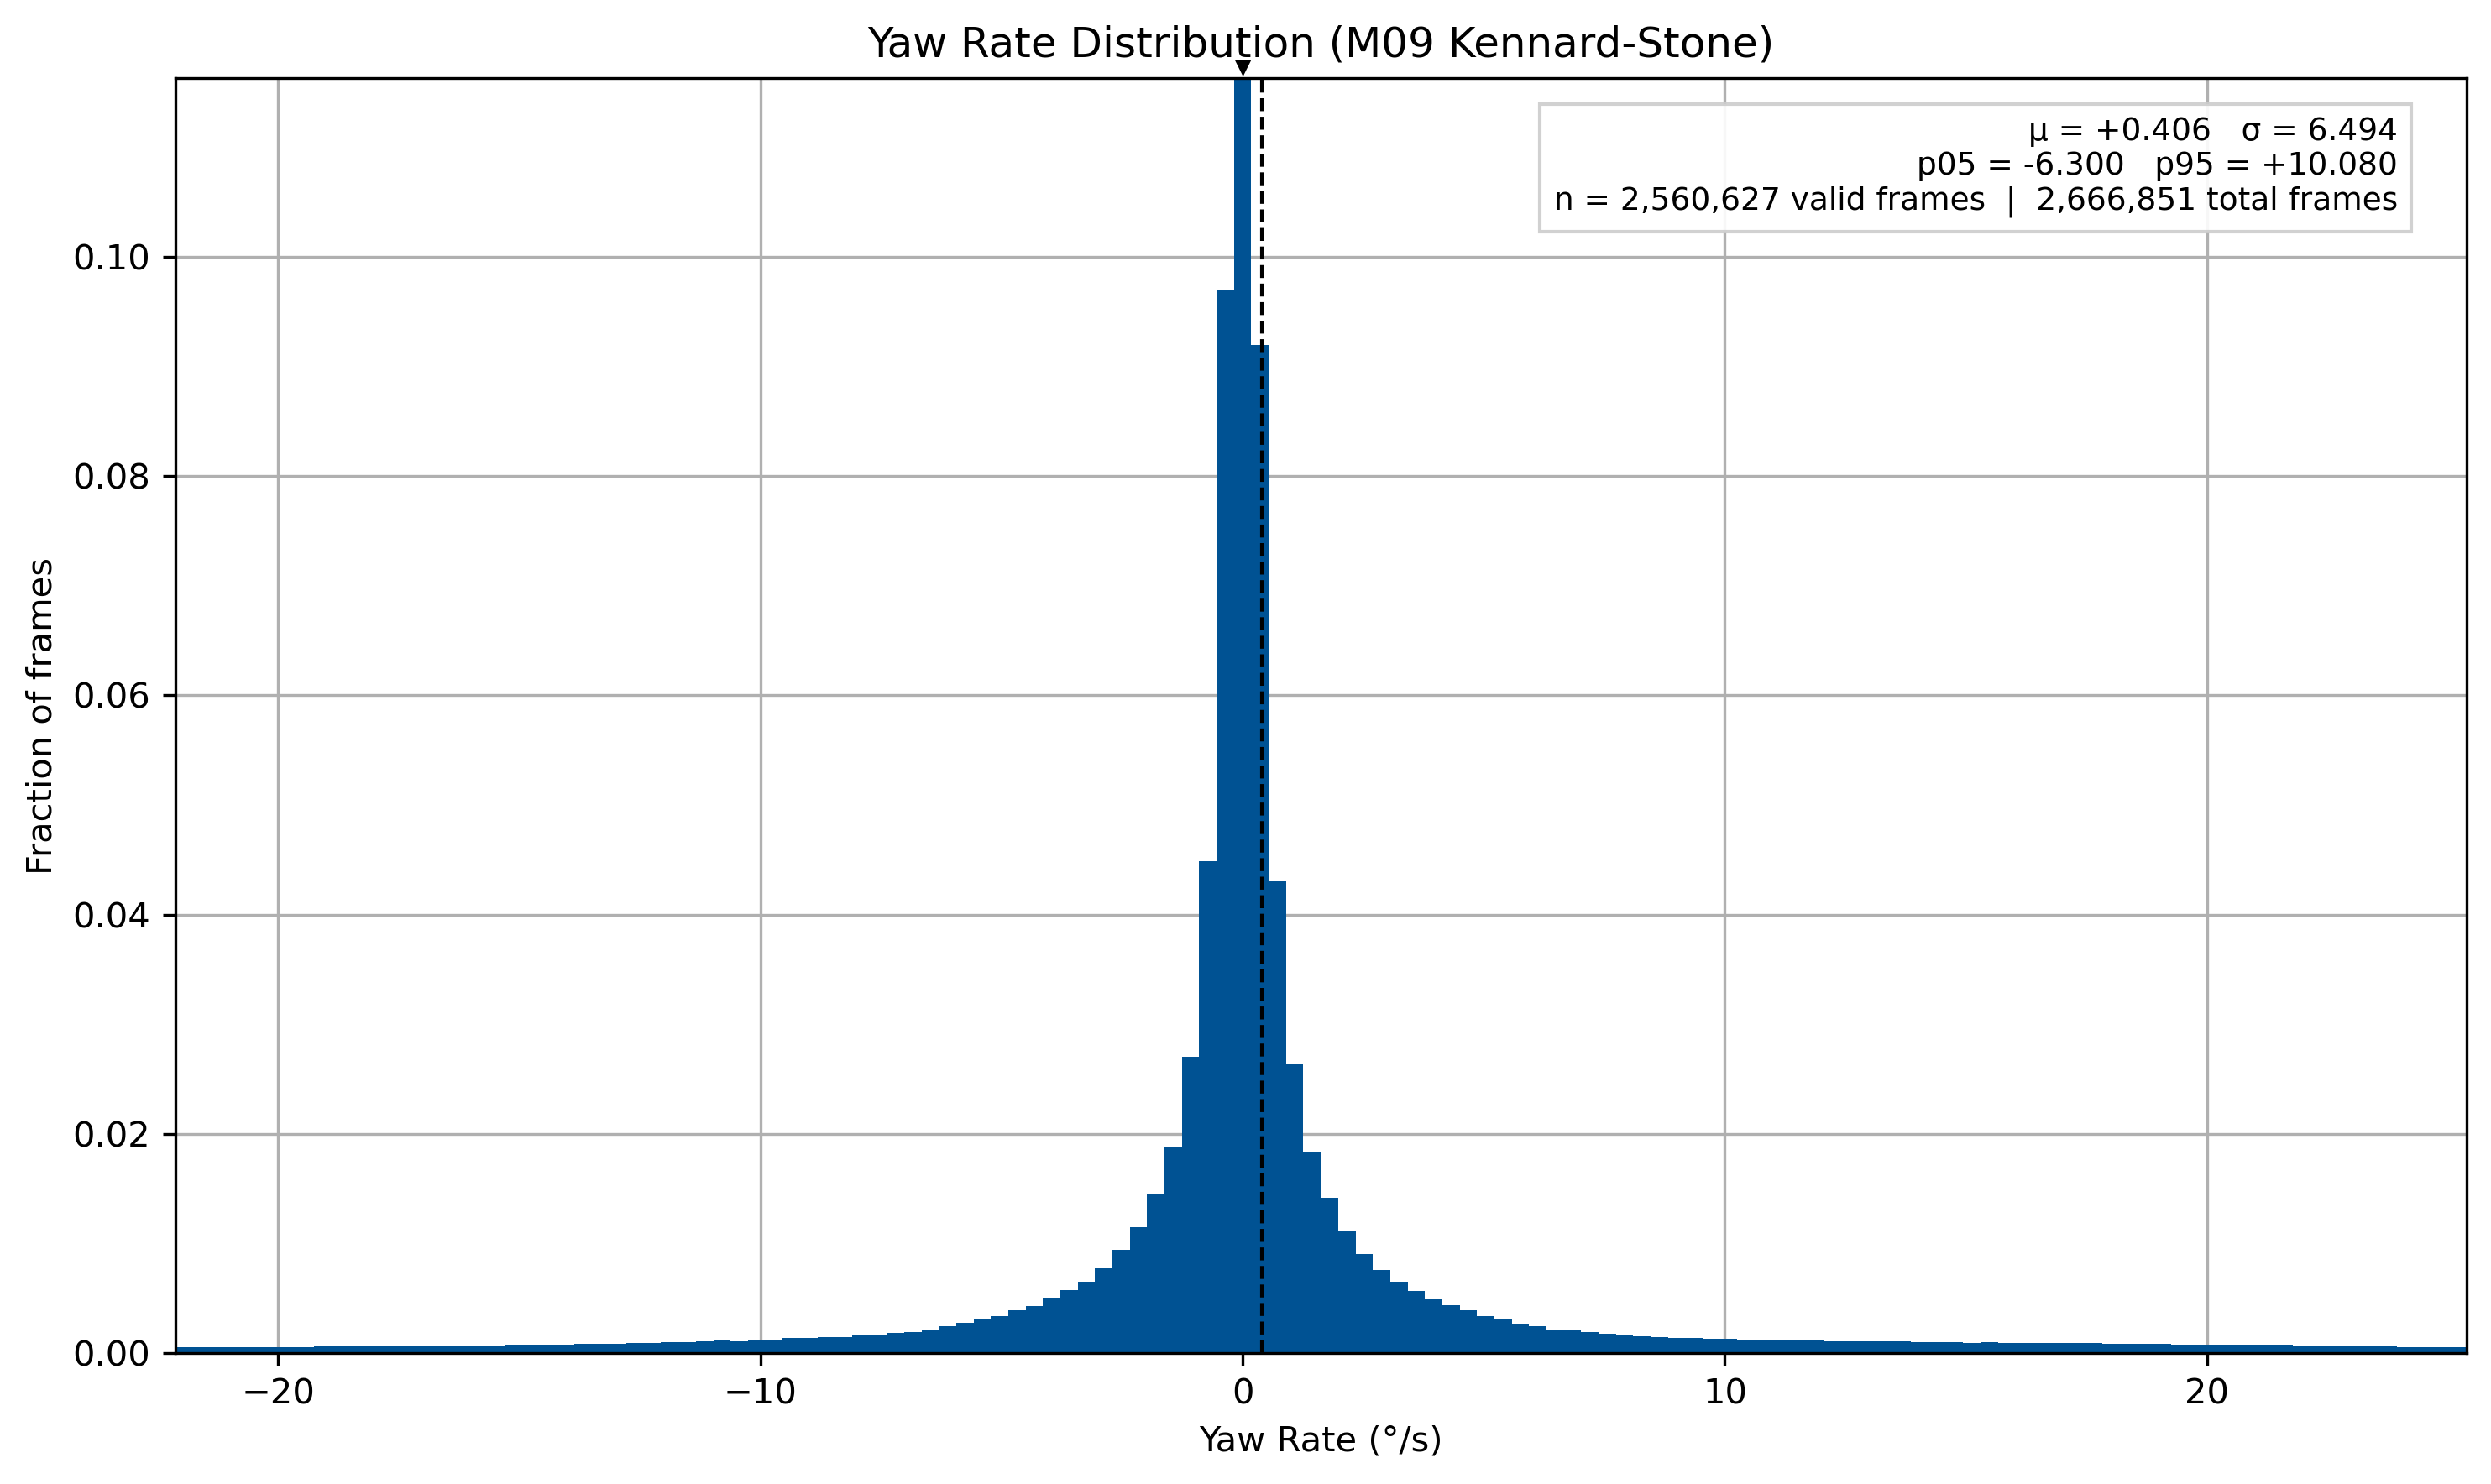 Yaw Rate Distribution (M09 Kennard-Stone)
μ = +0.406   σ = 6.494
p05 = -6.300   p95 = +10.080
n = 2,560,627 valid frames  |  2,666,851 total frames
Fraction of frames
0.10
0.08
0.06
0.04
0.02
0.00
−20
−10
0
10
20
Yaw Rate (°/s)